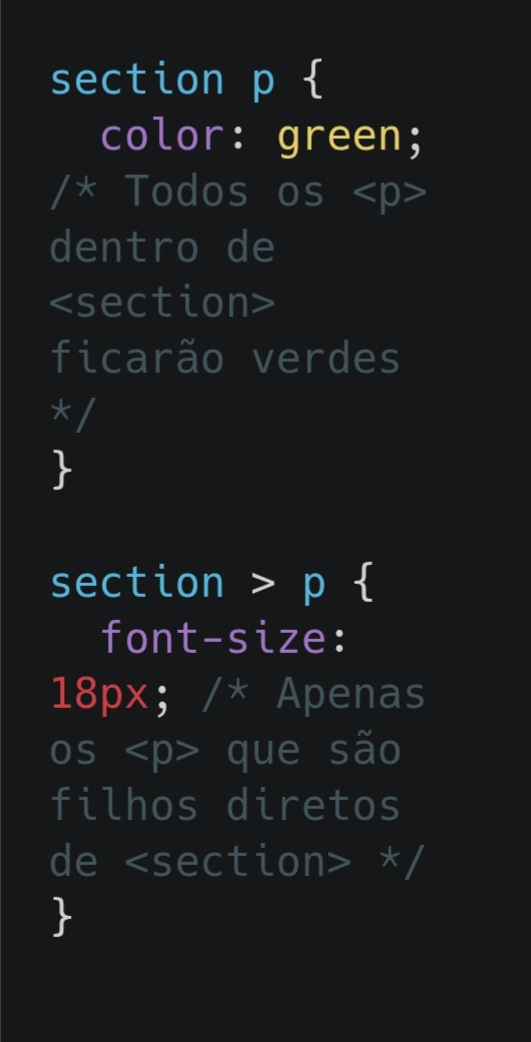 section p {
  color: green;
/* Todos os <p>
dentro de
<section>
ficarão verdes
*/
}

section > p {
  font-size:
18px; /* Apenas
os <p> que são
filhos diretos
de <section> */
}